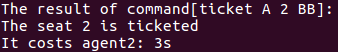 The result of command[ticket A 2 BB]:
The seat 2 is ticketed
It costs agent2: 3s